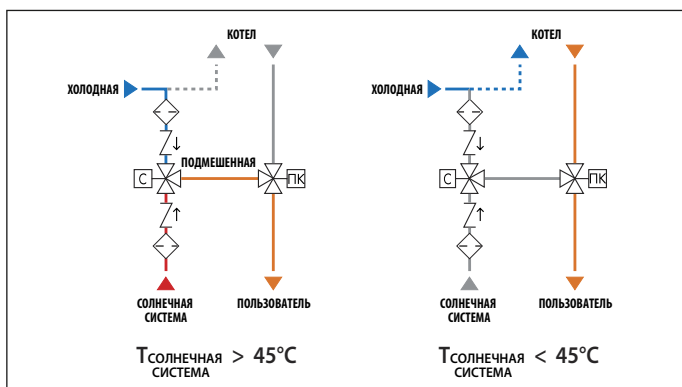 КОТЕЛ
ХОЛОДНАЯ
ПОДМЕШЕННАЯ
С
ПК
СОЛНЕЧНАЯ
СИСТЕМА
ПОЛЬЗОВАТЕЛЬ
TСОЛНЕЧНАЯ > 45°C
СИСТЕМА
КОТЕЛ
ХОЛОДНАЯ
С
ПК
СОЛНЕЧНАЯ
СИСТЕМА
ПОЛЬЗОВАТЕЛЬ
TСОЛНЕЧНАЯ < 45°C
СИСТЕМА